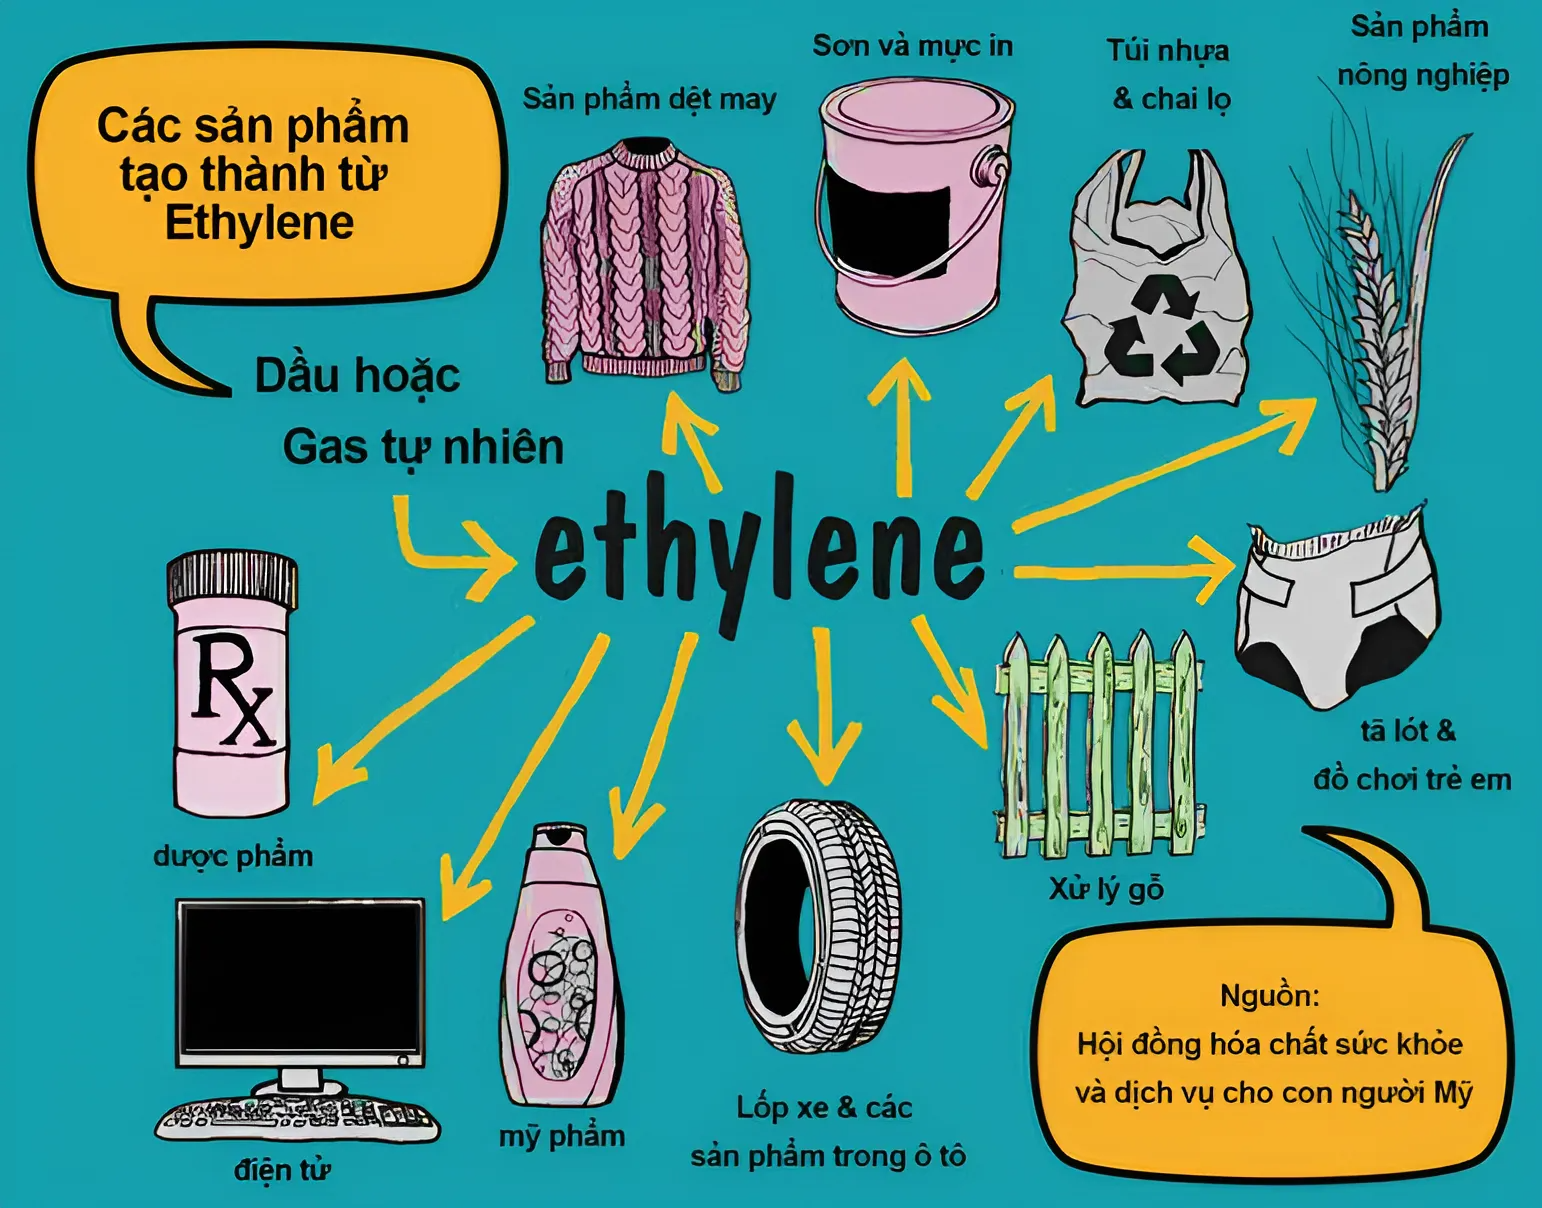 Các sản phẩm
tạo thành từ
Ethylene
Dầu hoặc
Gas tự nhiên
ethylene
Sản phẩm dệt may
Sơn và mực in
Túi nhựa
& chai lọ
Sản phẩm
nông nghiệp
tã lót &
đồ chơi trẻ em
Xử lý gỗ
Lốp xe & các
sản phẩm trong ô tô
mỹ phẩm
điện tử
Rx
dược phẩm
Nguồn:
Hội đồng hóa chất sức khỏe
và dịch vụ cho con người Mỹ